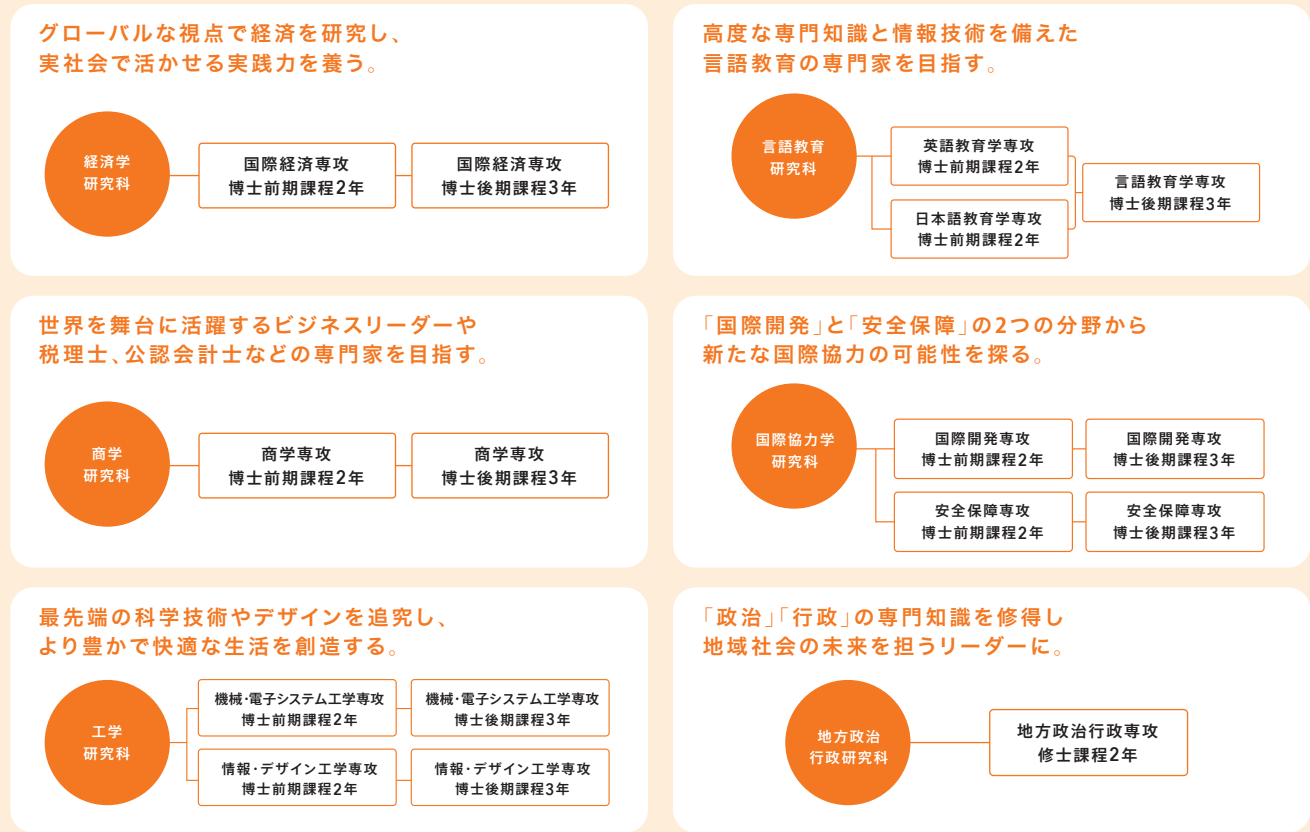 グローバルな視点で経済を研究し、
実社会で活かせる実践力を養う。
経済学
研究科
国際経済専攻
博士前期課程2年
国際経済専攻
博士後期課程3年
高度な専門知識と情報技術を備えた
言語教育の専門家を目指す。
言語教育
研究科
英語教育学専攻
博士前期課程2年
日本語教育学専攻
博士前期課程2年
言語教育学専攻
博士後期課程3年
世界を舞台に活躍するビジネスリーダーや
税理士、公認会計士などの専門家を目指す。
商学
研究科
商学専攻
博士前期課程2年
商学専攻
博士後期課程3年
「国際開発」と「安全保障」の2つの分野から
新たな国際協力の可能性を探る。
国際協力学
研究科
国際開発専攻
博士前期課程2年
国際開発専攻
博士後期課程3年
安全保障専攻
博士前期課程2年
安全保障専攻
博士後期課程3年
最先端の科学技術やデザインを追究し、
より豊かで快適な生活を創造する。
工学
研究科
機械・電子システム工学専攻
博士前期課程2年
機械・電子システム工学専攻
博士後期課程3年
情報・デザイン工学専攻
博士前期課程2年
情報・デザイン工学専攻
博士後期課程3年
「政治」「行政」の専門知識を修得し
地域社会の未来を担うリーダーに。
地方政治
行政研究科
地方政治行政専攻
修士課程2年